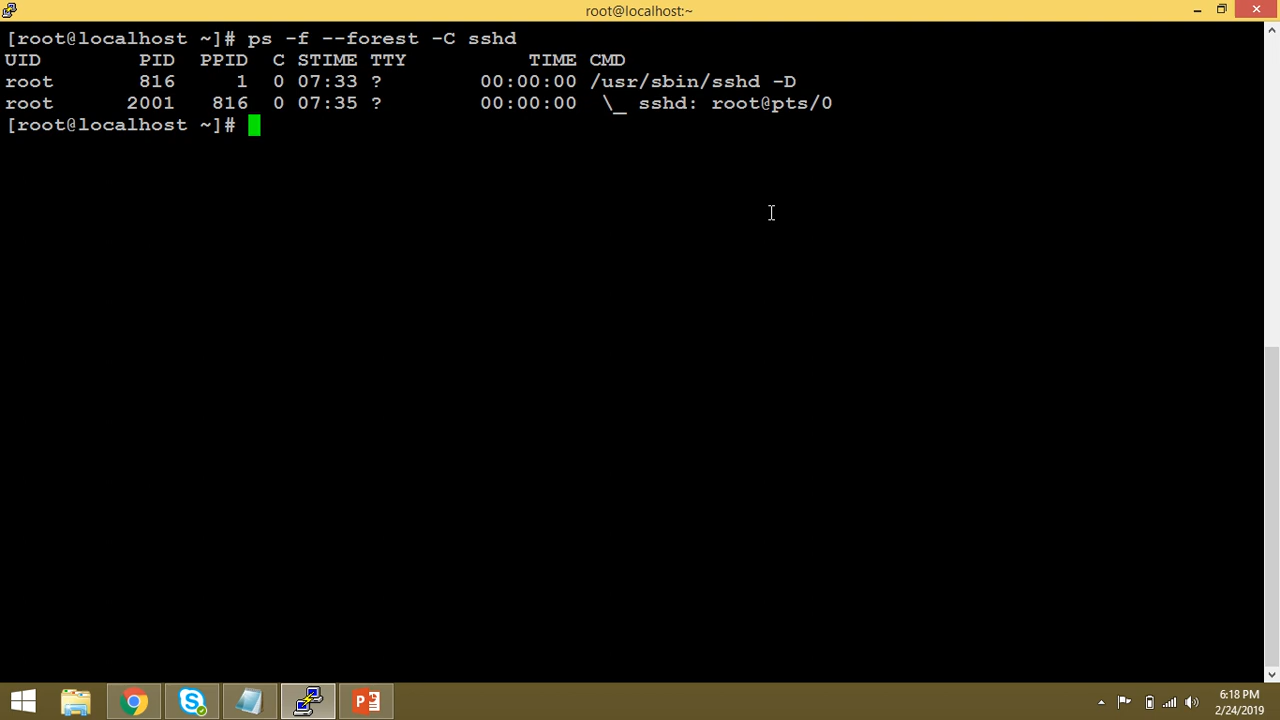 root@localhost:~
[root@localhost ~]# ps -f --forest -C sshd
UID        PID  PPID  C STIME TTY          TIME CMD
root       816     1  0 07:33 ?        00:00:00 /usr/sbin/sshd -D
root      2001   816  0 07:35 ?        00:00:00  \_ sshd: root@pts/0
[root@localhost ~]#
6:18 PM
2/24/2019